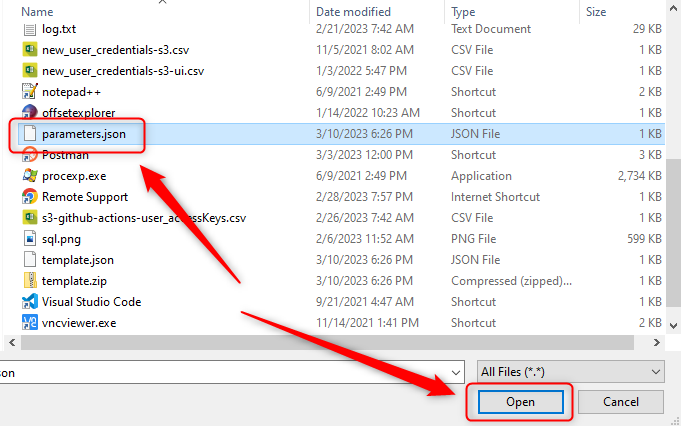 Name Date modified Type Size
log.txt 2/21/2023 7:42 AM Text Document 29 KB
new_user_credentials-s3.csv 11/5/2021 8:02 AM CSV File 1 KB
new_user_credentials-s3-ui.csv 1/3/2022 5:47 PM CSV File 1 KB
notepad++ 6/9/2021 2:49 PM Shortcut 2 KB
offsetexplorer 1/14/2022 10:23 AM Shortcut 1 KB
parameters.json 3/10/2023 6:26 PM JSON File 1 KB
Postman 3/3/2023 12:00 PM Shortcut 3 KB
procexp.exe 6/9/2021 2:49 PM Application 2,734 KB
Remote Support 2/28/2023 7:57 PM Internet Shortcut 1 KB
s3-github-actions-user_accessKeys.csv 2/26/2023 7:42 AM CSV File 1 KB
sql.png 2/6/2023 11:52 AM PNG File 599 KB
template.json 3/10/2023 6:26 PM JSON File 1 KB
template.zip 3/10/2023 6:26 PM Compressed (zipped)... 1 KB
Visual Studio Code 9/21/2021 4:47 AM Shortcut 1 KB
vncviewer.exe 11/14/2021 1:41 PM Shortcut 2 KB
son All Files (*.*)
Open Cancel